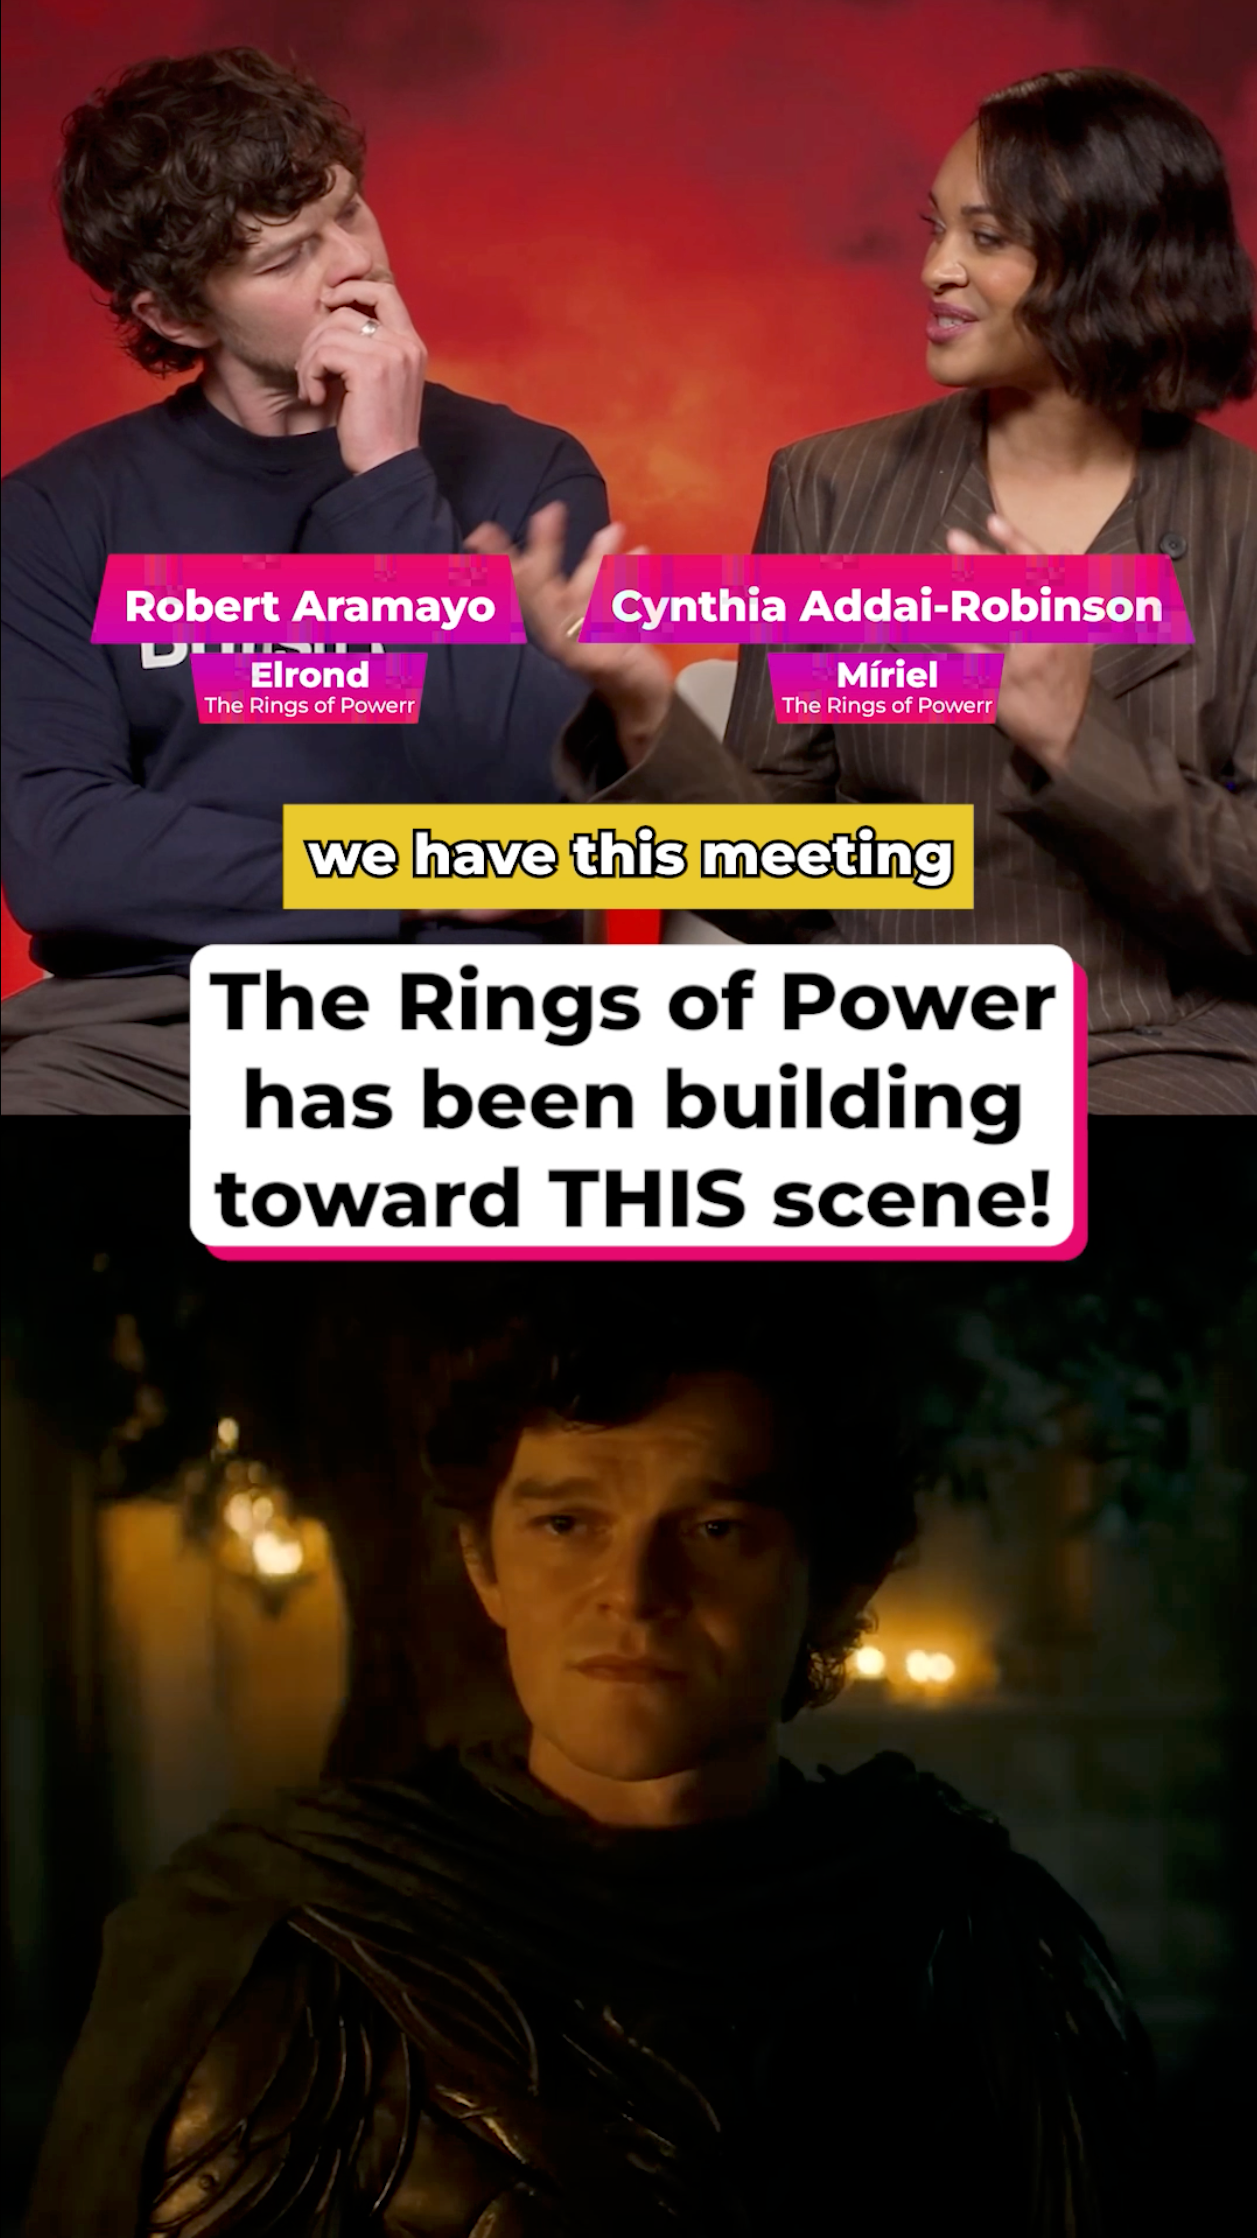 Robert Aramayo
Cynthia Addai-Robinson
Elrond
The Rings of Powerr
Míriel
The Rings of Powerr
we have this meeting
The Rings of Power
has been building
toward THIS scene!